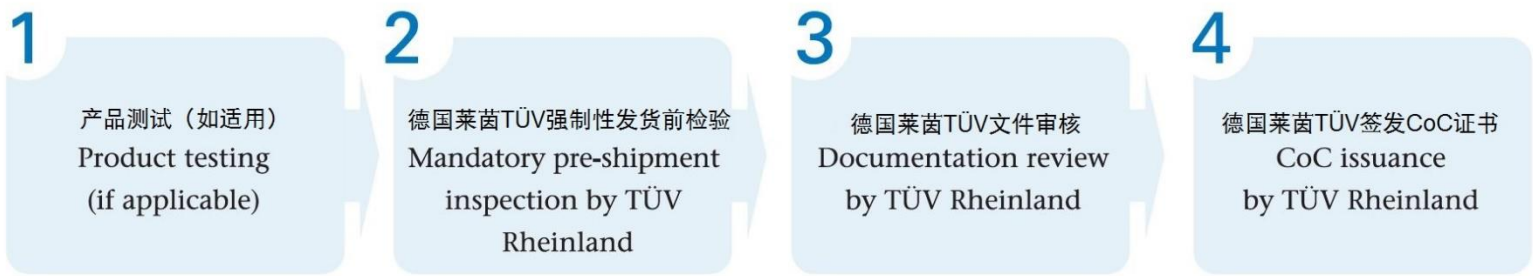 1
产品测试（如适用）
Product testing
(if applicable)
2
德国莱茵TÜV强制性发货前检验
Mandatory pre-shipment
inspection by TÜV
Rheinland
3
德国莱茵TÜV文件审核
Documentation review
by TÜV Rheinland
4
德国莱茵TÜV签发CoC证书
CoC issuance
by TÜV Rheinland